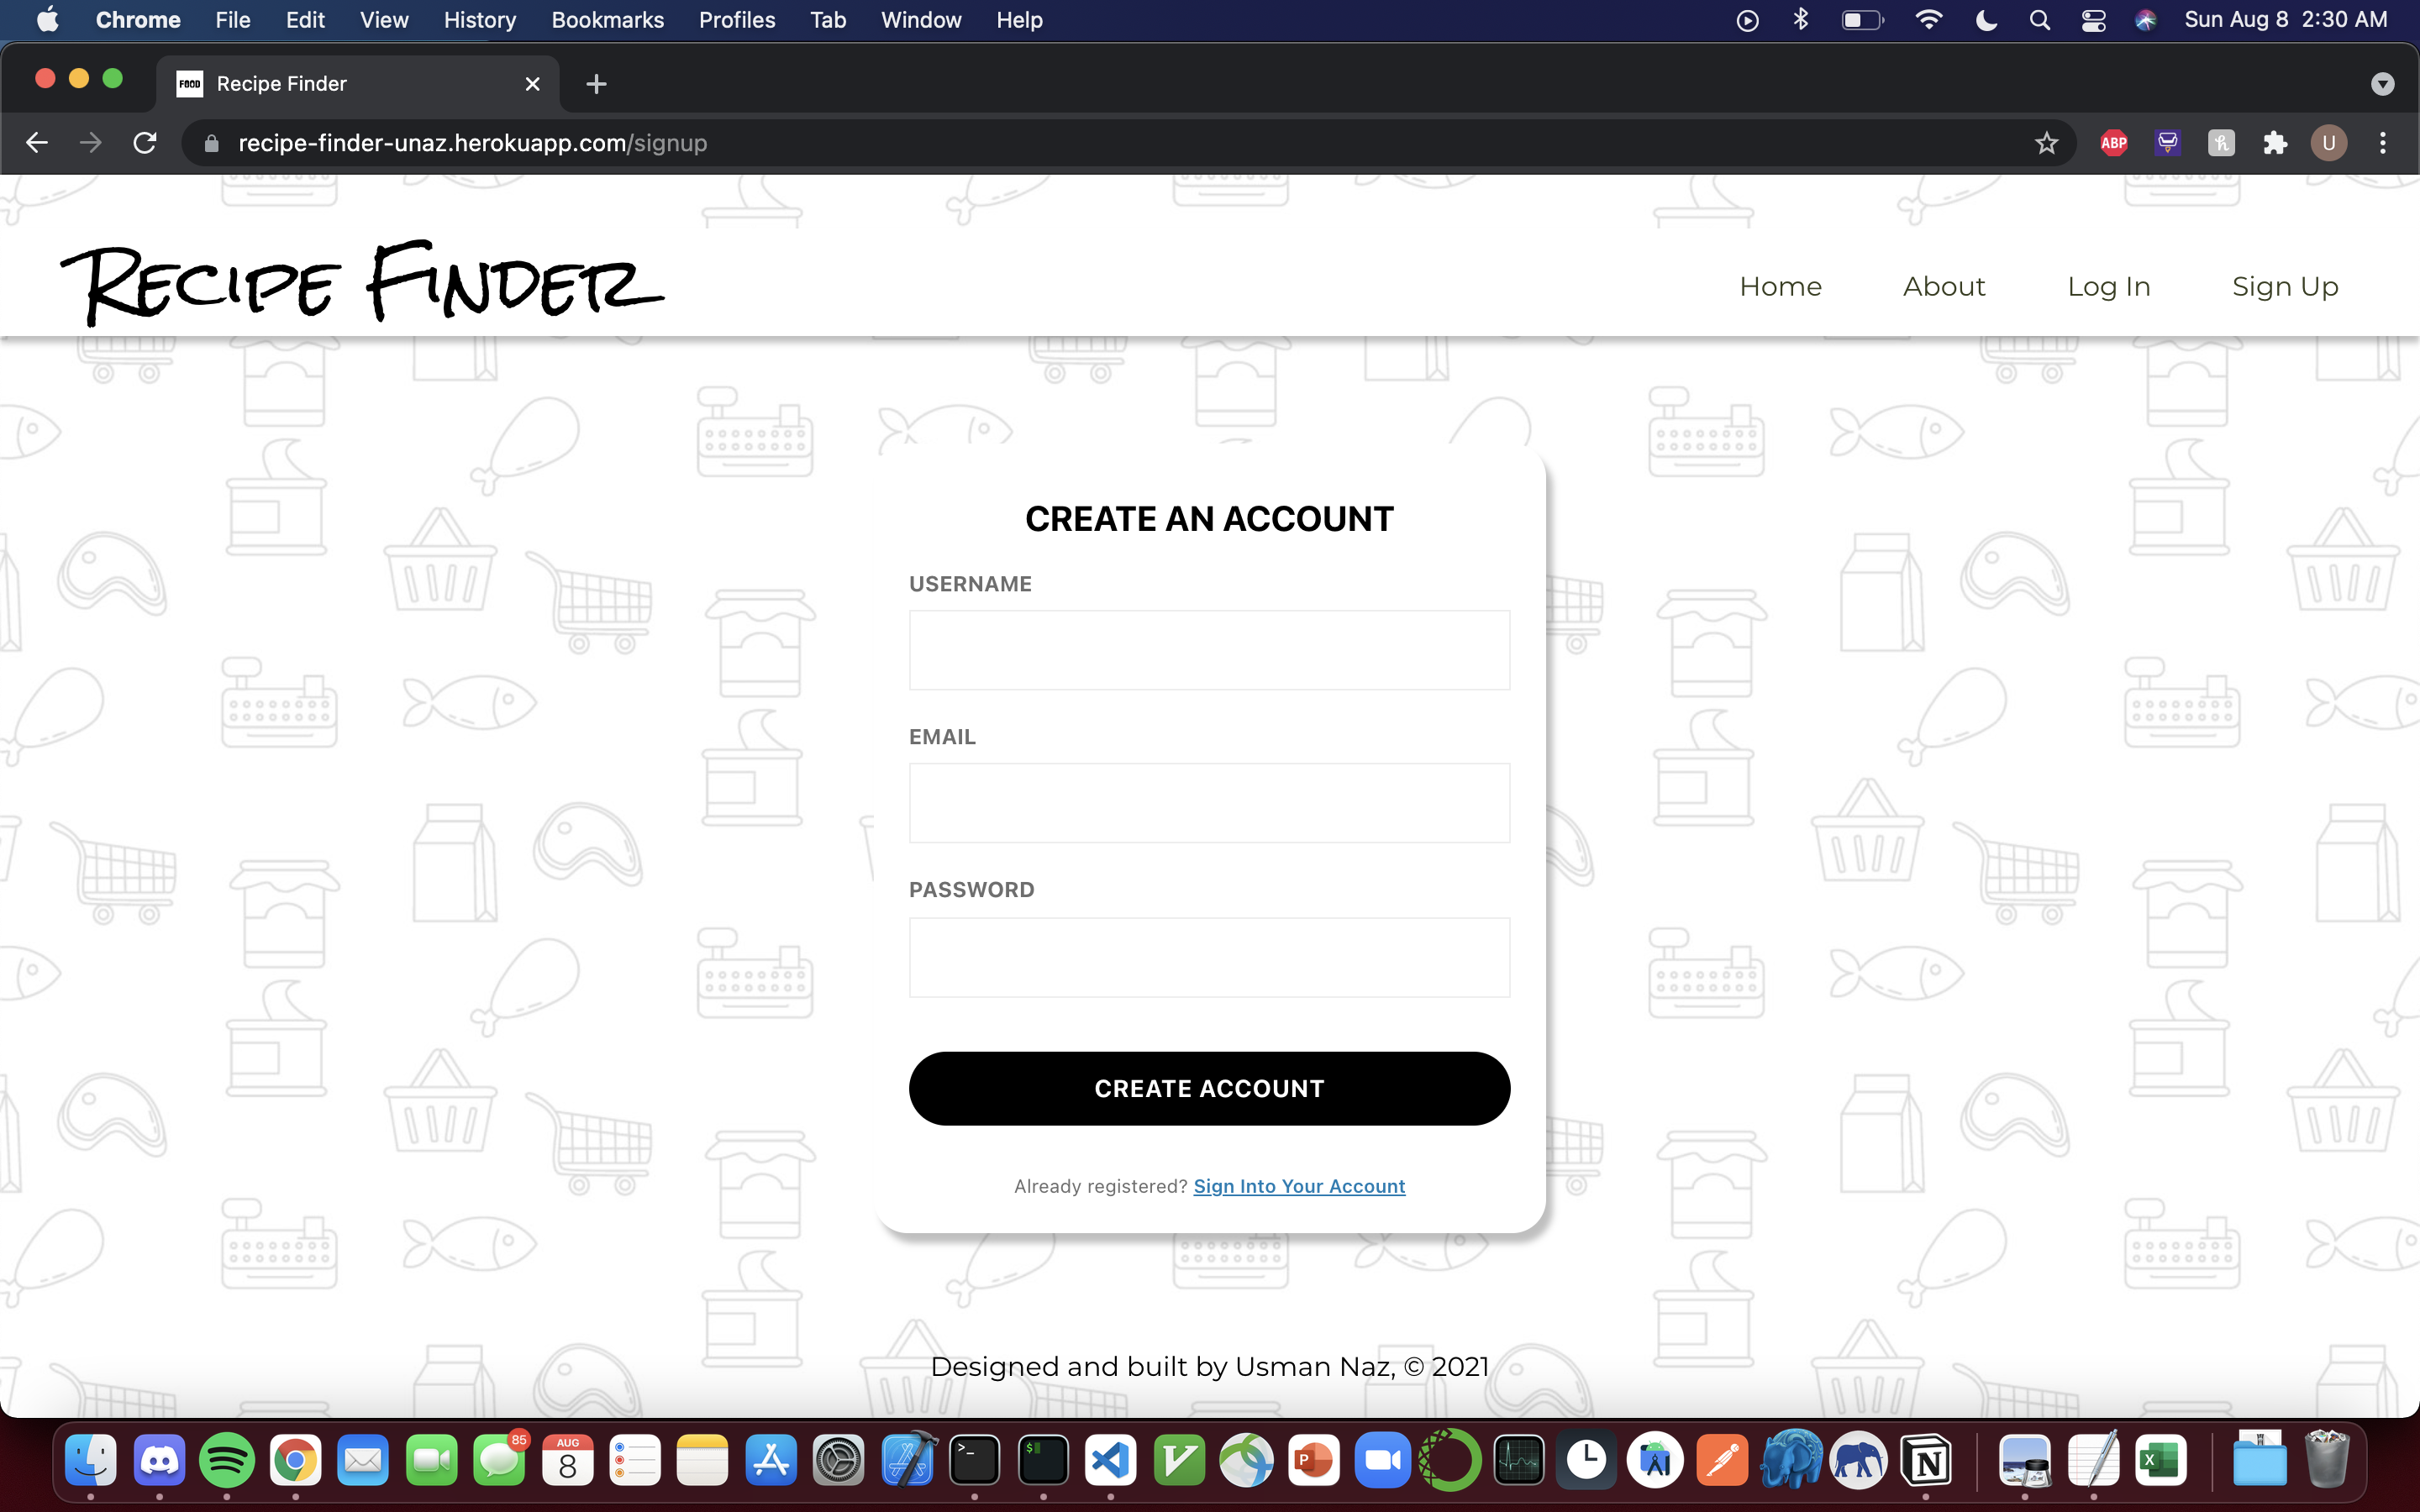 Chrome File Edit View History Bookmarks Profiles Tab Window Help Sun Aug 8 2:30 AM
FOOD Recipe Finder
recipe-finder-unaz.herokuapp.com/signup ABP h U
Recipe Finder Home About Log In Sign Up
CREATE AN ACCOUNT
USERNAME
EMAIL
PASSWORD
CREATE ACCOUNT
Already registered? Sign Into Your Account
Designed and built by Usman Naz, © 2021
85
AUG
8